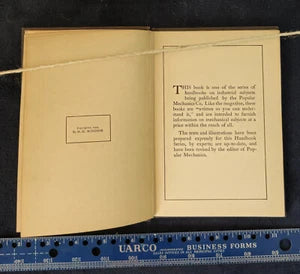 By H. H. WINDSOR
THIS book is one of the series of
handbooks on industrial subjects
being published by the Popular
Mechanics Co. Like the magazine, these
books are "written so you can under-
stand it," and are intended to furnish
information on mechanical subjects at a
price within the reach of all.
The texts and illustrations have been
prepared expressly for this Handbook
Series, by experts, are up-to-date, and
have been revised by the editor of Pop-
ular Mechanics.
UARCO BUSINESS FORMS